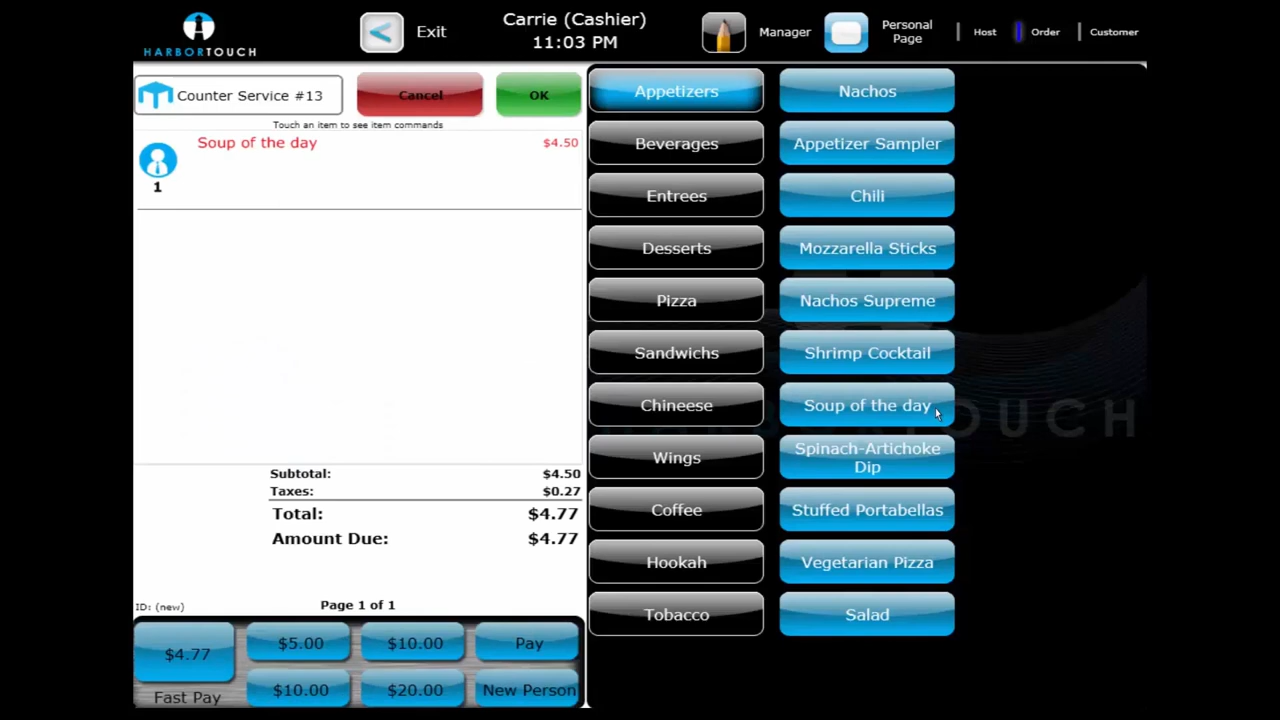 HARBORTOUCH
Exit
Carrie (Cashier)
11:03 PM
Manager
Personal
Page
Host
Order
Customer
Counter Service #13
Cancel
OK
Touch an item to see item commands
Soup of the day $4.50
1
Subtotal: $4.50
Taxes: $0.27
Total: $4.77
Amount Due: $4.77
ID: (new)
Page 1 of 1
$4.77
Fast Pay
$5.00
$10.00
Pay
$10.00
$20.00
New Person
Appetizers
Beverages
Entrees
Desserts
Pizza
Sandwichs
Chineese
Wings
Coffee
Hookah
Tobacco
Nachos
Appetizer Sampler
Chili
Mozzarella Sticks
Nachos Supreme
Shrimp Cocktail
Soup of the day
Spinach-Artichoke
Dip
Stuffed Portabellas
Vegetarian Pizza
Salad
OUCH